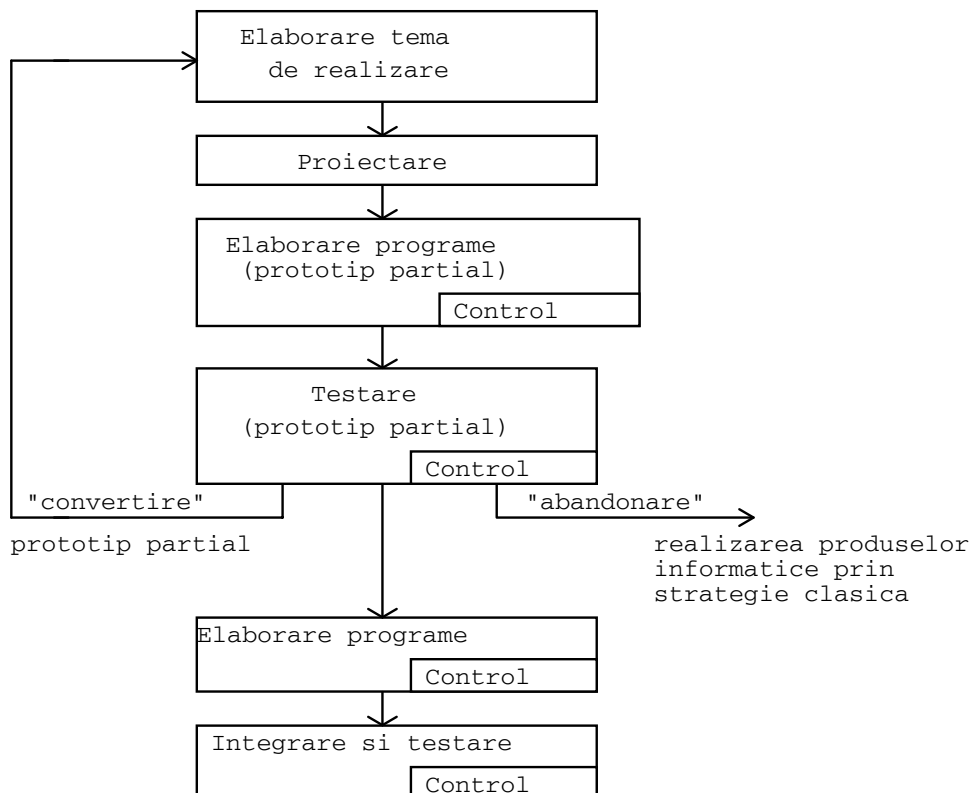 Elaborare tema
de realizare
Proiectare
Elaborare programe
(prototip partial)
Control
Testare
(prototip partial)
Control
"convertire"
"abandonare"
prototip partial
realizarea produselor
informatice prin
strategie clasica
Elaborare programe
Control
Integrare si testare
Control